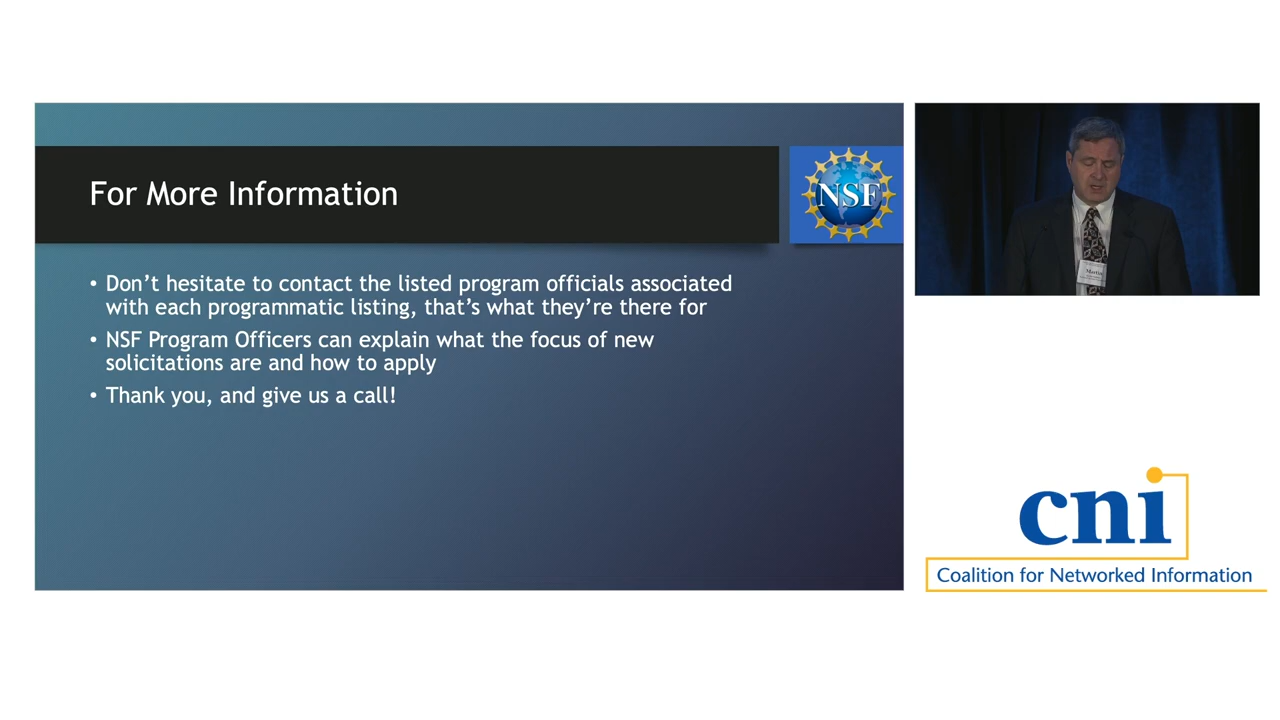 For More Information
NSF
• Don't hesitate to contact the listed program officials associated
with each programmatic listing, that's what they're there for
• NSF Program Officers can explain what the focus of new
solicitations are and how to apply
• Thank you, and give us a call!
Martin
cni
Coalition for Networked Information